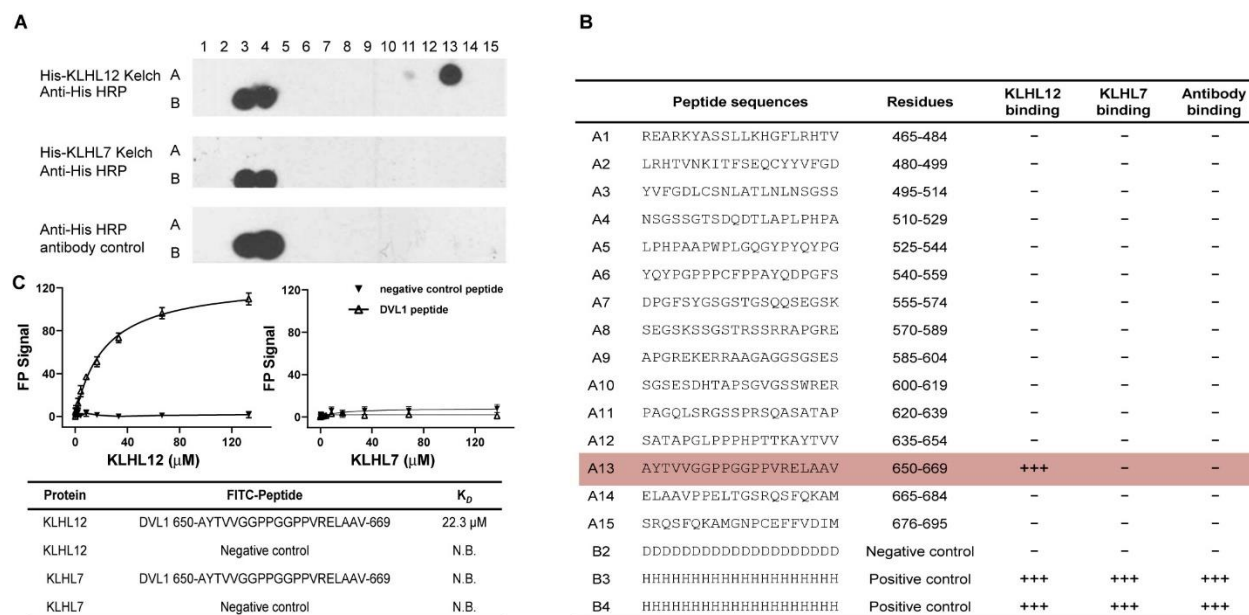 A
1 2 3 4 5 6 7 8 9 10 11 12 13 14 15
His-KLHL12 Kelch
Anti-His HRP
A
B
His-KLHL7 Kelch
Anti-His HRP
A
B
Anti-His HRP
antibody control
A
B
C
FP Signal
120
80
40
0
0 40 80 120
KLHL12 (µM)
FP Signal
120
80
40
0
0 40 80 120
KLHL7 (µM)
negative control peptide
DVL1 peptide
Protein FITC-Peptide K_D
KLHL12 DVL1 650-AYTVVGGPPGGPPVRELAAV-669 22.3 µM
KLHL12 Negative control N.B.
KLHL7 DVL1 650-AYTVVGGPPGGPPVRELAAV-669 N.B.
KLHL7 Negative control N.B.
B
Peptide sequences Residues KLHL12 binding KLHL7 binding Antibody binding
A1 REARKYASSLLKHGFLRHTV 465-484 – – –
A2 LRHTVNKITFSEQCYYVFGD 480-499 – – –
A3 YVFGDLCSNLATLNLNSGSS 495-514 – – –
A4 NSGSSGTSDQDTLAPLPHPA 510-529 – – –
A5 LPHPAAPWPLGQGYPYQYPG 525-544 – – –
A6 YQYPGPPPCFPPAYQDPGFS 540-559 – – –
A7 DPGFSYGSGSTGSQQSEGSK 555-574 – – –
A8 SEGSKSSGSTRSSRRAPGRE 570-589 – – –
A9 APGREKERRAAGAGGSGSES 585-604 – – –
A10 SGSESDHTAPSGVGSSWRER 600-619 – – –
A11 PAGQLSRGSSPRSQASATAP 620-639 – – –
A12 SATAPGLPPPHPTTKAYTVV 635-654 – – –
A13 AYTVVGGPPGGPPVRELAAV 650-669 +++ – –
A14 ELAAVPPELTGSRQSFQKAM 665-684 – – –
A15 SRQSFQKAMGNPCEFFVDIM 676-695 – – –
B2 DDDDDDDDDDDDDDDDDDDD Negative control – – –
B3 HHHHHHHHHHHHHHHHHHHH Positive control +++ +++ +++
B4 HHHHHHHHHHHHHHHHHHHH Positive control +++ +++ +++